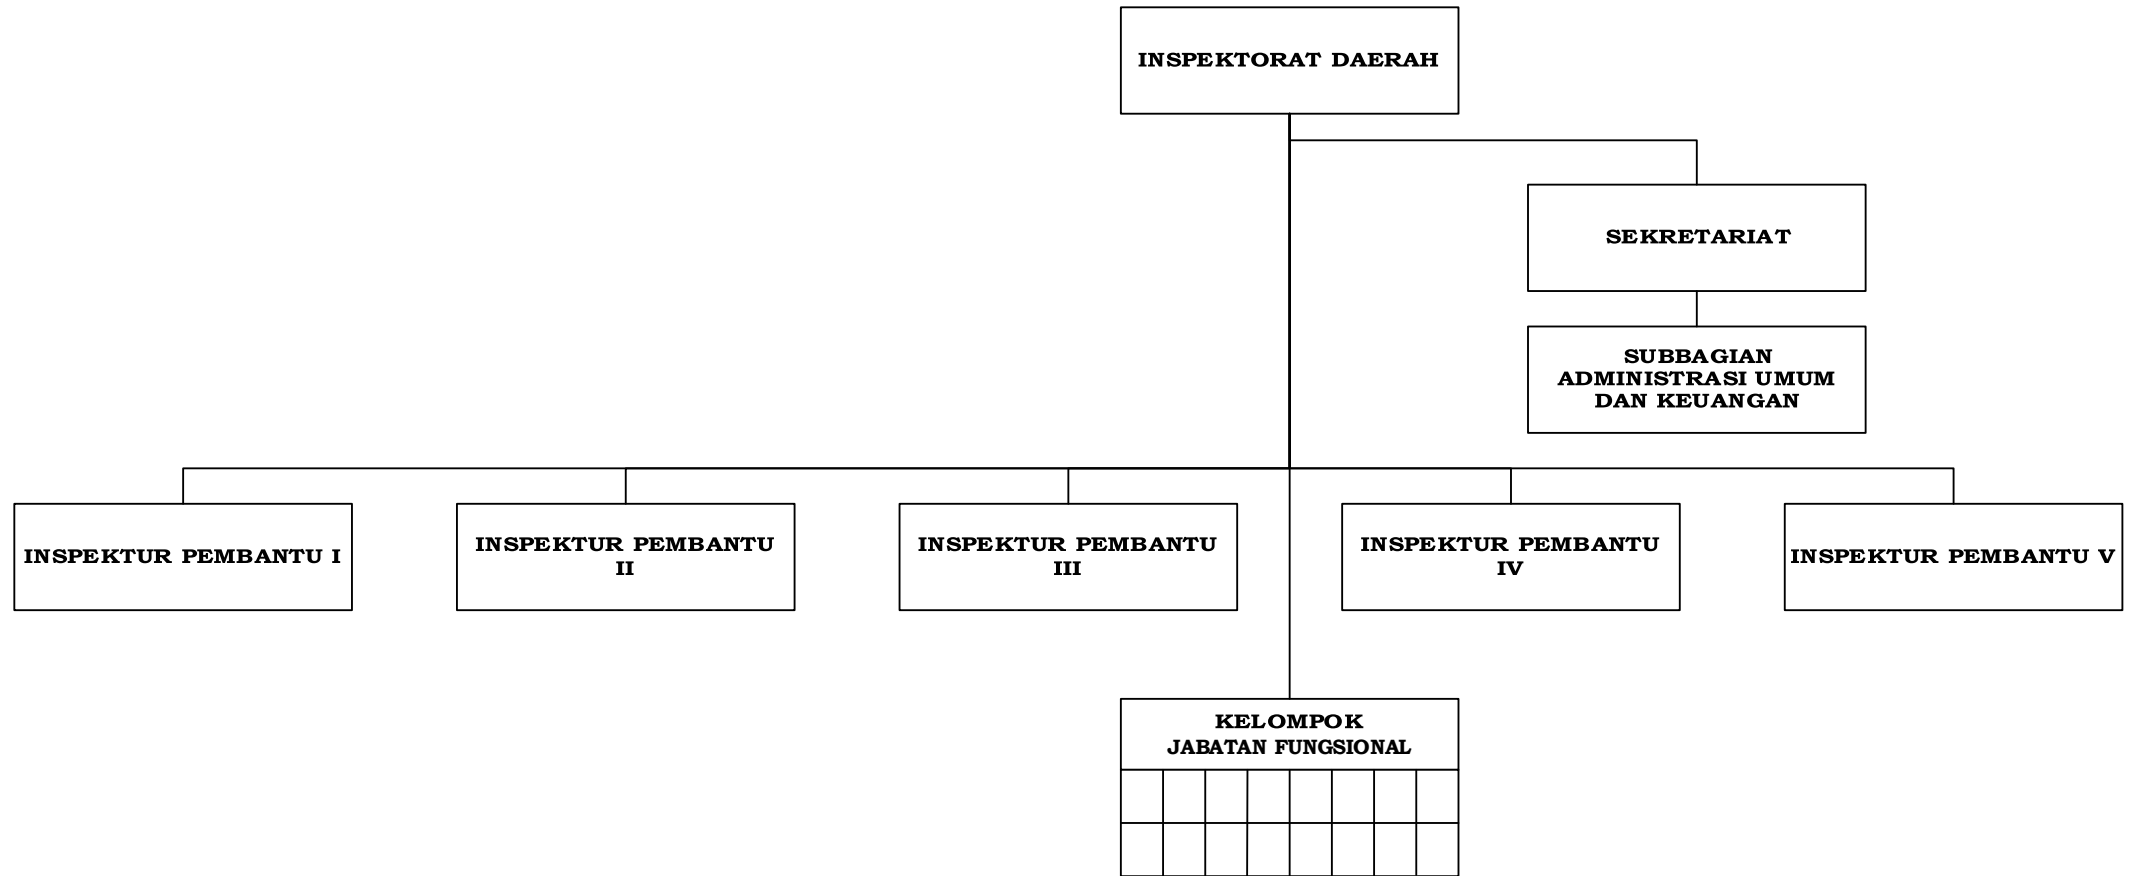 INSPEKTORAT DAERAH
SEKRETARIAT
SUBBAGIAN
ADMINISTRASI UMUM
DAN KEUANGAN
INSPEKTUR PEMBANTU I
INSPEKTUR PEMBANTU
II
INSPEKTUR PEMBANTU
III
INSPEKTUR PEMBANTU
IV
INSPEKTUR PEMBANTU V
KELOMPOK
JABATAN FUNGSIONAL